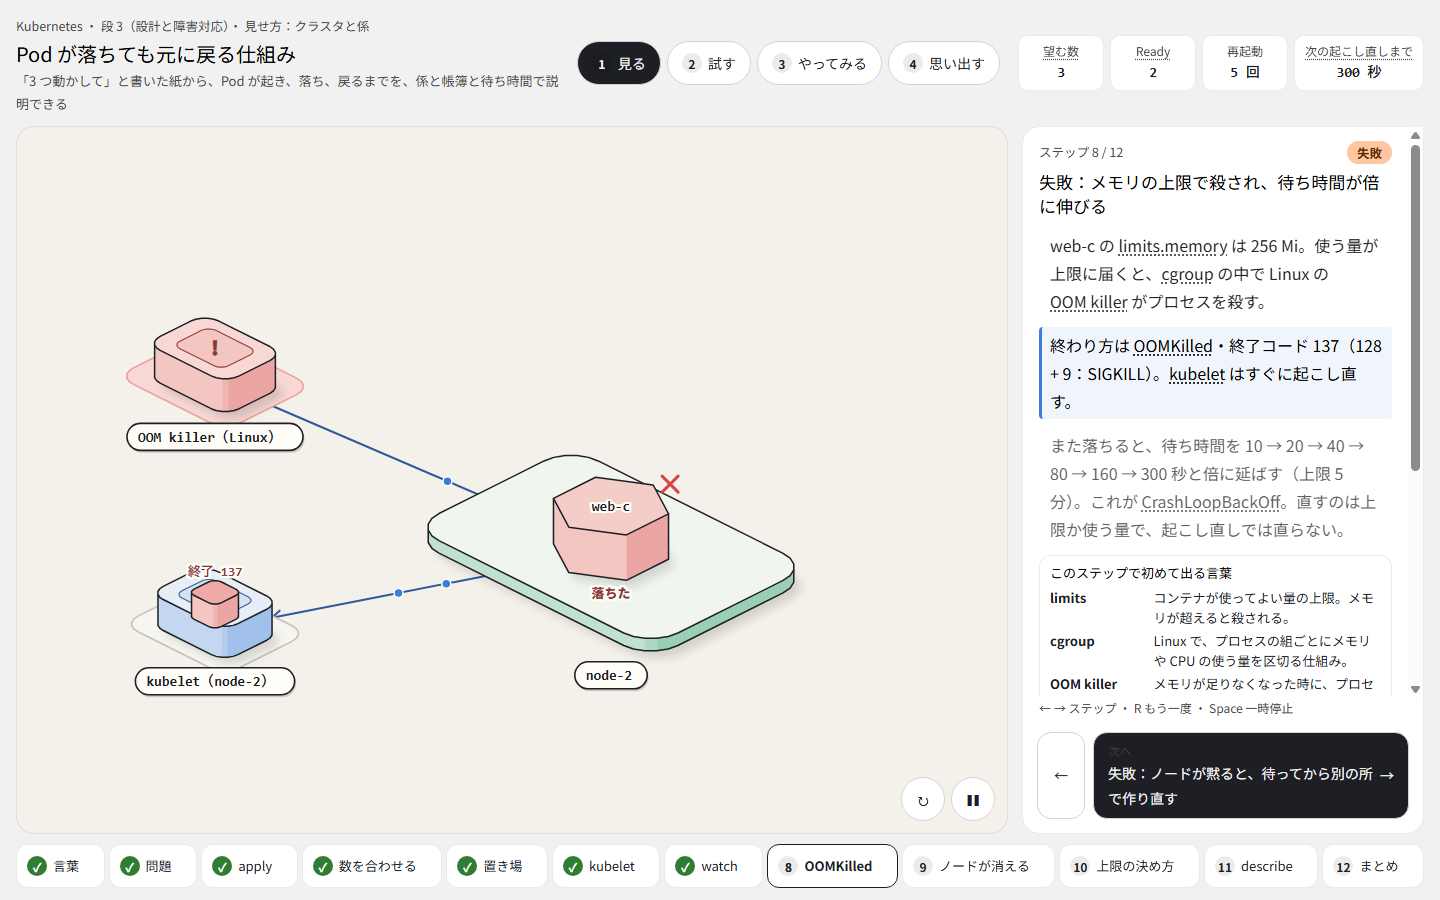 Kubernetes ・ 段 3（設計と障害対応）・ 見せ方：クラスタと係
Pod が落ちても元に戻る仕組み
「3 つ動かして」と書いた紙から、Pod が起き、落ち、戻るまでを、係と帳簿と待ち時間で説
明できる
1 見る
2 試す
3 やってみる
4 思い出す
望む数
3
Ready
2
再起動
5 回
次の起こし直しまで
300 秒
!
OOM killer（Linux）
終了 137
kubelet（node-2）
web-c
落ちた
node-2
↻
ステップ 8 / 12
失敗
失敗：メモリの上限で殺され、待ち時間が倍
に伸びる
web-c の limits.memory は 256 Mi。使う量が
上限に届くと、cgroup の中で Linux の
OOM killer がプロセスを殺す。
終わり方は OOMKilled・終了コード 137（128
+ 9：SIGKILL）。kubelet はすぐに起こし直
す。
また落ちると、待ち時間を 10 → 20 → 40 →
80 → 160 → 300 秒と倍に延ばす（上限 5
分）。これが CrashLoopBackOff。直すのは上
限か使う量で、起こし直しでは直らない。
このステップで初めて出る言葉
limits コンテナが使ってよい量の上限。メモ
リが超えると殺される。
cgroup Linux で、プロセスの組ごとにメモリ
や CPU の使う量を区切る仕組み。
OOM killer メモリが足りなくなった時に、プロセ
← → ステップ ・ R もう一度 ・ Space 一時停止
←
次へ
失敗：ノードが黙ると、待ってから別の所 →
で作り直す
✓ 言葉
✓ 問題
✓ apply
✓ 数を合わせる
✓ 置き場
✓ kubelet
✓ watch
8 OOMKilled
9 ノードが消える
10 上限の決め方
11 describe
12 まとめ